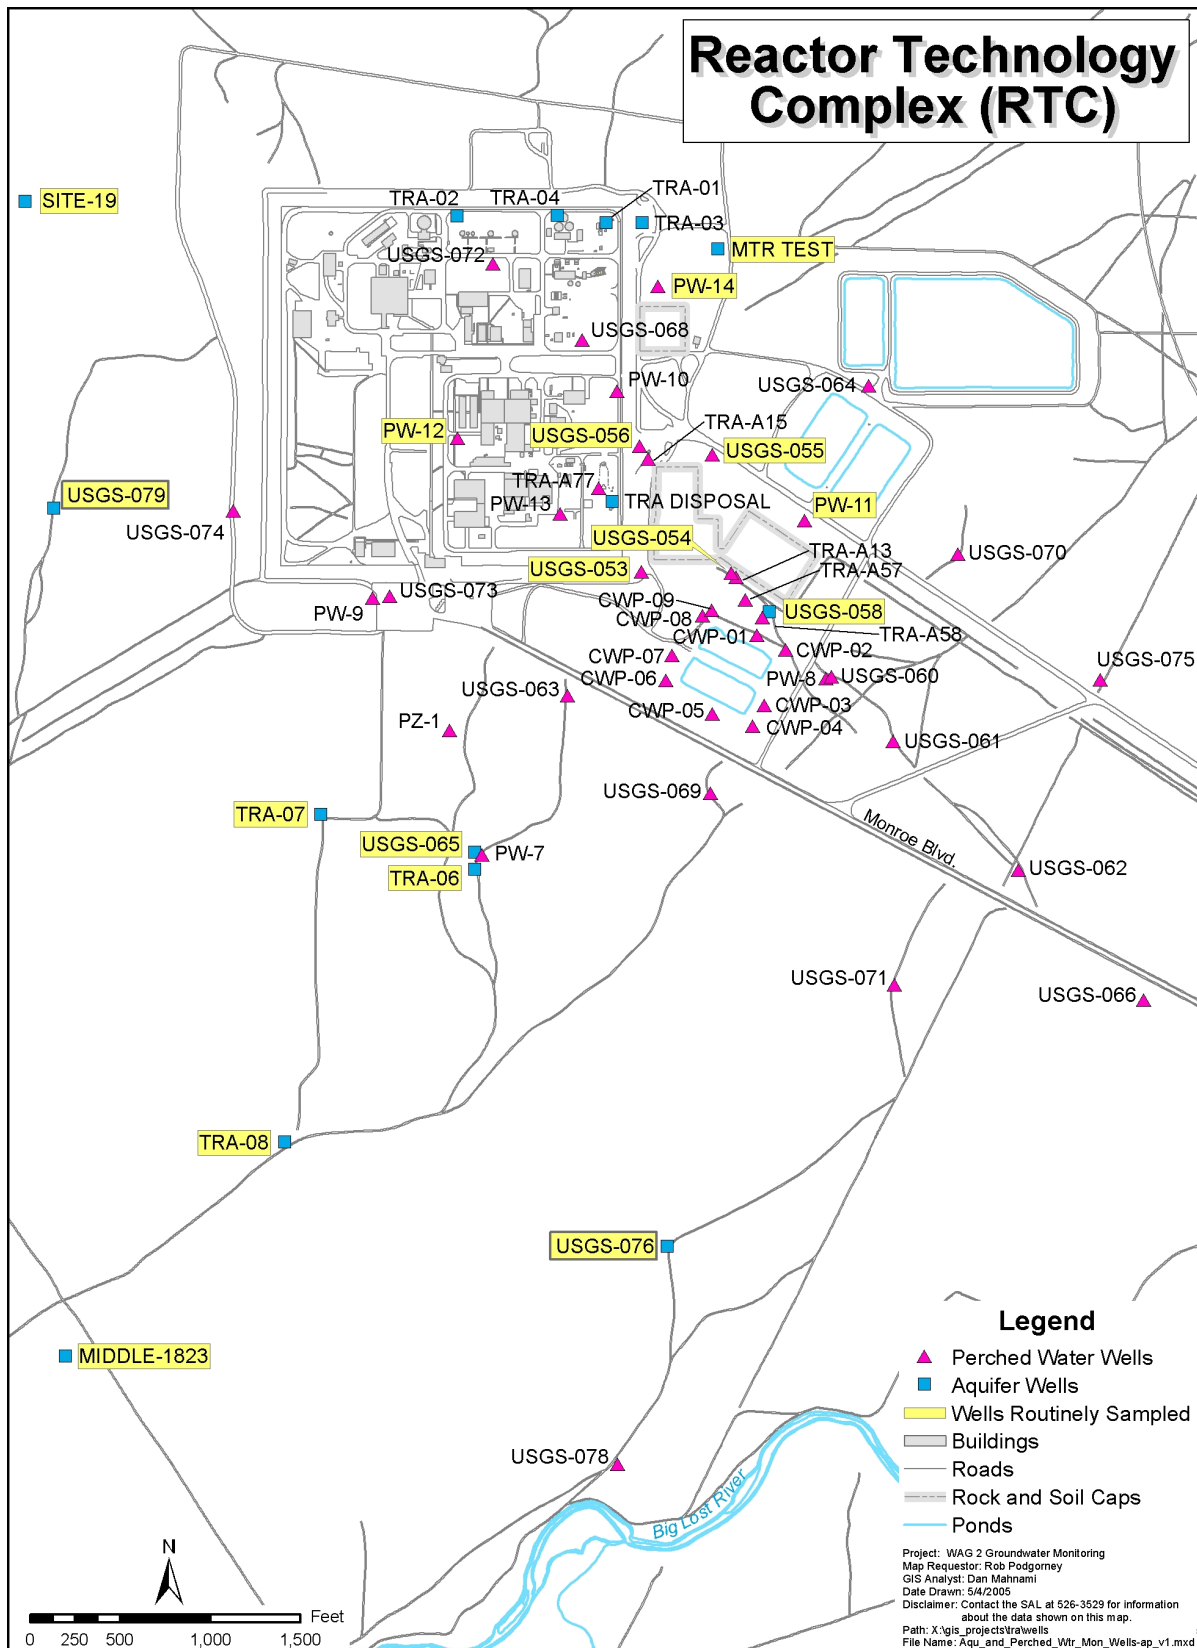 Reactor Technology
Complex (RTC)
SITE-19
TRA-02
TRA-04
TRA-01
TRA-03
MTR TEST
USGS-072
PW-14
USGS-068
PW-10
USGS-064
TRA-A15
PW-12
USGS-056
USGS-055
TRA-A77
USGS-079
PW-13
TRA DISPOSAL
PW-11
USGS-074
USGS-054
TRA-A13
USGS-070
USGS-053
TRA-A57
USGS-073
PW-9
CWP-09
CWP-08
USGS-058
CWP-01
TRA-A58
CWP-07
CWP-02
CWP-06
PW-8
USGS-060
USGS-075
USGS-063
CWP-05
CWP-03
PZ-1
CWP-04
USGS-061
USGS-069
TRA-07
Monroe Blvd.
USGS-065
PW-7
TRA-06
USGS-062
USGS-071
USGS-066
TRA-08
USGS-076
MIDDLE-1823
USGS-078
Big Lost River
Legend
Perched Water Wells
Aquifer Wells
Wells Routinely Sampled
Buildings
Roads
Rock and Soil Caps
Ponds
N
Feet
0 250 500 1,000 1,500
Project: WAG 2 Groundwater Monitoring
Map Requestor: Rob Podgorney
GIS Analyst: Dan Mahnami
Date Drawn: 5/4/2005
Disclaimer: Contact the SAL at 526-3529 for information
about the data shown on this map.
Path: X:\gis_projects\tra\wells
File Name: Aqu_and_Perched_Wtr_Mon_Wells-ap_v1.mxd